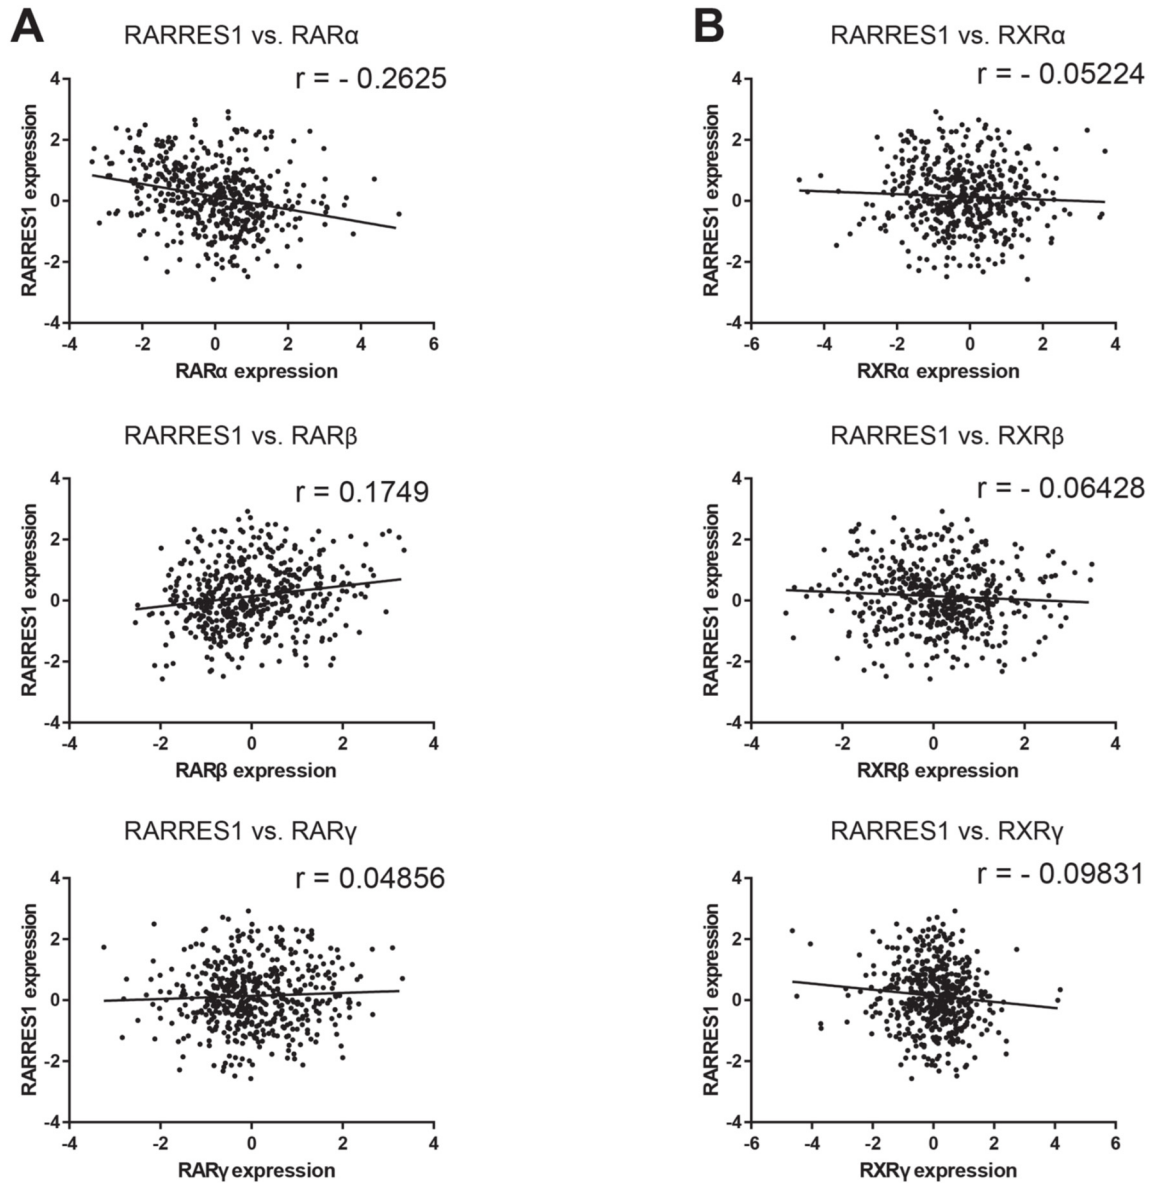 A
RARRES1 vs. RARα
r = - 0.2625
RARRES1 expression
4
2
0
-2
-4
-4 -2 0 2 4 6
RARα expression
RARRES1 vs. RARβ
r = 0.1749
RARRES1 expression
4
2
0
-2
-4
-4 -2 0 2 4
RARβ expression
RARRES1 vs. RARγ
r = 0.04856
RARRES1 expression
4
2
0
-2
-4
-4 -2 0 2 4
RARγ expression
B
RARRES1 vs. RXRα
r = - 0.05224
RARRES1 expression
4
2
0
-2
-4
-6 -4 -2 0 2 4
RXRα expression
RARRES1 vs. RXRβ
r = - 0.06428
RARRES1 expression
4
2
0
-2
-4
-4 -2 0 2 4
RXRβ expression
RARRES1 vs. RXRγ
r = - 0.09831
RARRES1 expression
4
2
0
-2
-4
-6 -4 -2 0 2 4 6
RXRγ expression